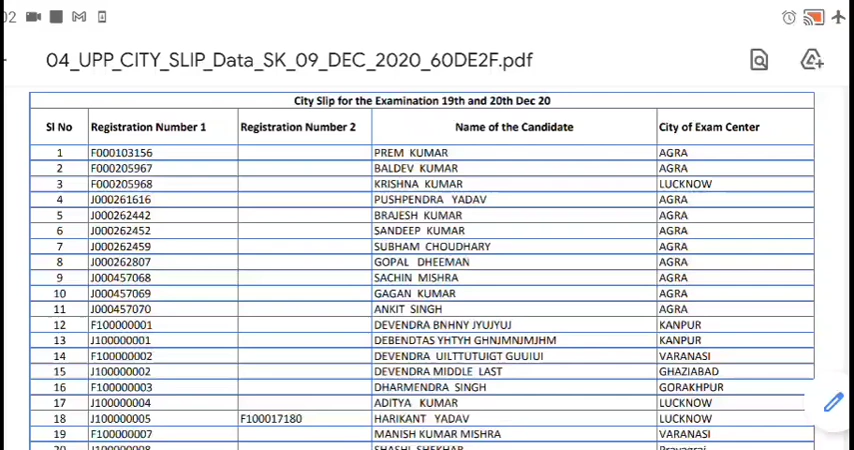 02
04_UPP_CITY_SLIP_Data_SK_09_DEC_2020_60DE2F.pdf
City Slip for the Examination 19th and 20th Dec 20
Sl No Registration Number 1 Registration Number 2 Name of the Candidate City of Exam Center
1 F000103156 PREM KUMAR AGRA
2 F000205967 BALDEV KUMAR AGRA
3 F000205968 KRISHNA KUMAR LUCKNOW
4 J000261616 PUSHPENDRA YADAV AGRA
5 J000262442 BRAJESH KUMAR AGRA
6 J000262452 SANDEEP KUMAR AGRA
7 J000262459 SUBHAM CHOUDHARY AGRA
8 J000262807 GOPAL DHEEMAN AGRA
9 J000457068 SACHIN MISHRA AGRA
10 J000457069 GAGAN KUMAR AGRA
11 J000457070 ANKIT SINGH AGRA
12 F100000001 DEVENDRA BNHNY JYUJYUJ KANPUR
13 J100000001 DEBENDTAS YHTYH GHNJMNJMJHM KANPUR
14 F100000002 DEVENDRA UILTTUTUIGT GUUIUI VARANASI
15 J100000002 DEVENDRA MIDDLE LAST GHAZIABAD
16 F100000003 DHARMENDRA SINGH GORAKHPUR
17 J100000004 ADITYA KUMAR LUCKNOW
18 J100000005 F100017180 HARIKANT YADAV LUCKNOW
19 F100000007 MANISH KUMAR MISHRA VARANASI
20 J100000008 SHASHI SHEKHAR Prayagraj